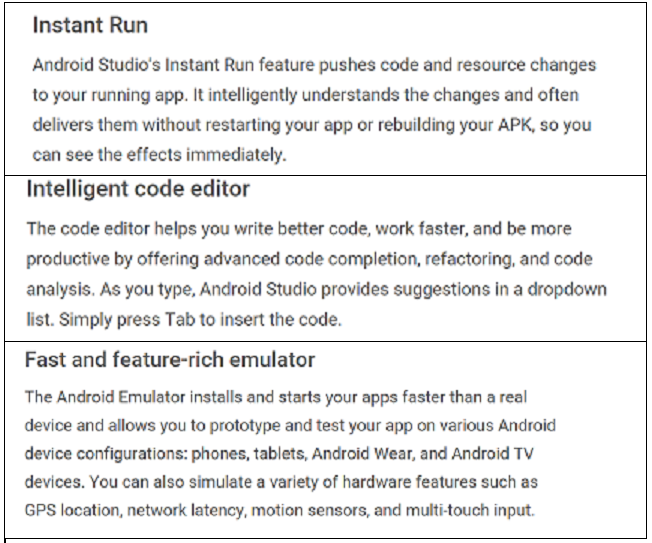 Instant Run
Android Studio's Instant Run feature pushes code and resource changes
to your running app. It intelligently understands the changes and often
delivers them without restarting your app or rebuilding your APK, so you
can see the effects immediately.
Intelligent code editor
The code editor helps you write better code, work faster, and be more
productive by offering advanced code completion, refactoring, and code
analysis. As you type, Android Studio provides suggestions in a dropdown
list. Simply press Tab to insert the code.
Fast and feature-rich emulator
The Android Emulator installs and starts your apps faster than a real
device and allows you to prototype and test your app on various Android
device configurations: phones, tablets, Android Wear, and Android TV
devices. You can also simulate a variety of hardware features such as
GPS location, network latency, motion sensors, and multi-touch input.